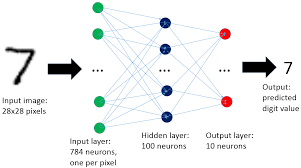 7
...
...
...
7
Input image:
28x28 pixels
Input layer:
784 neurons,
one per pixel
Hidden layer:
100 neurons
Output layer:
10 neurons
Output:
predicted
digit value